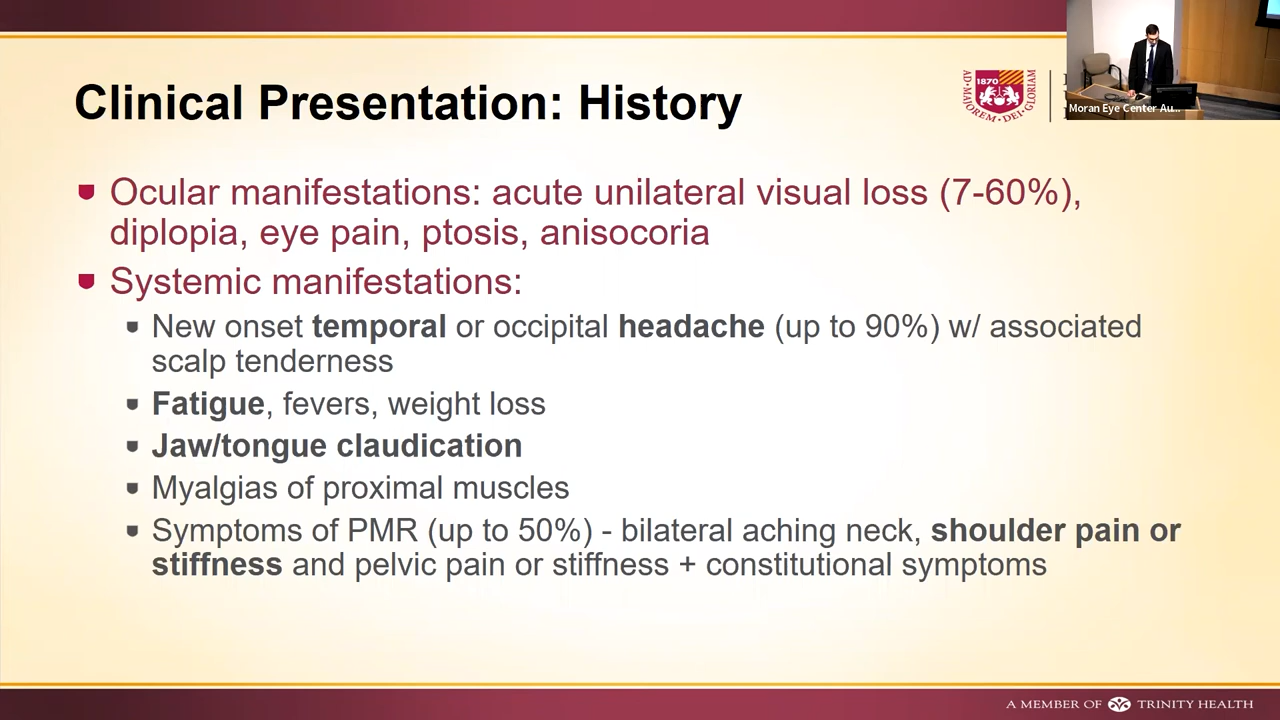 Clinical Presentation: History
1870
AD·MAJOREM·DEI·GLORIAM
Moran Eye Center Au...
Ocular manifestations: acute unilateral visual loss (7-60%),
diplopia, eye pain, ptosis, anisocoria
Systemic manifestations:
New onset temporal or occipital headache (up to 90%) w/ associated
scalp tenderness
Fatigue, fevers, weight loss
Jaw/tongue claudication
Myalgias of proximal muscles
Symptoms of PMR (up to 50%) - bilateral aching neck, shoulder pain or
stiffness and pelvic pain or stiffness + constitutional symptoms
A MEMBER OF TRINITY HEALTH